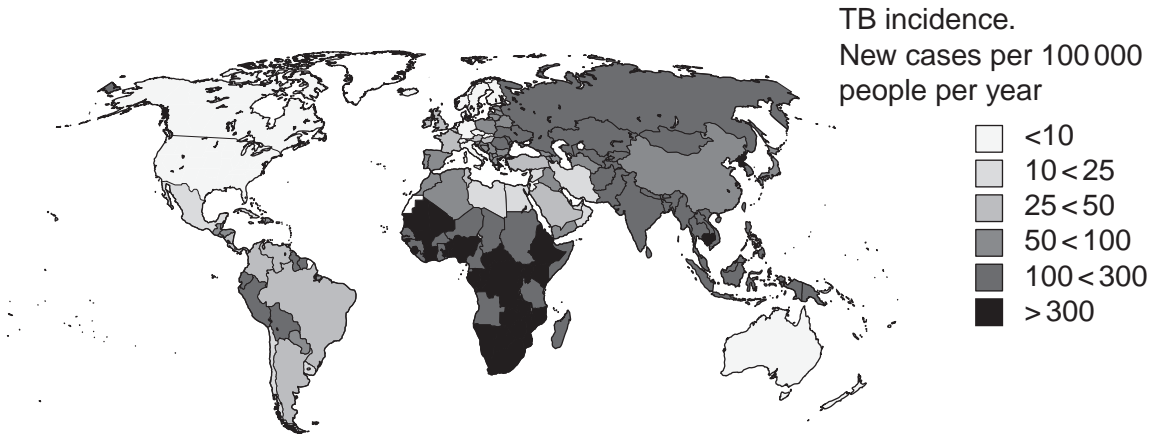 TB incidence.
New cases per 100 000
people per year
<10
10 < 25
25 < 50
50 < 100
100 < 300
> 300